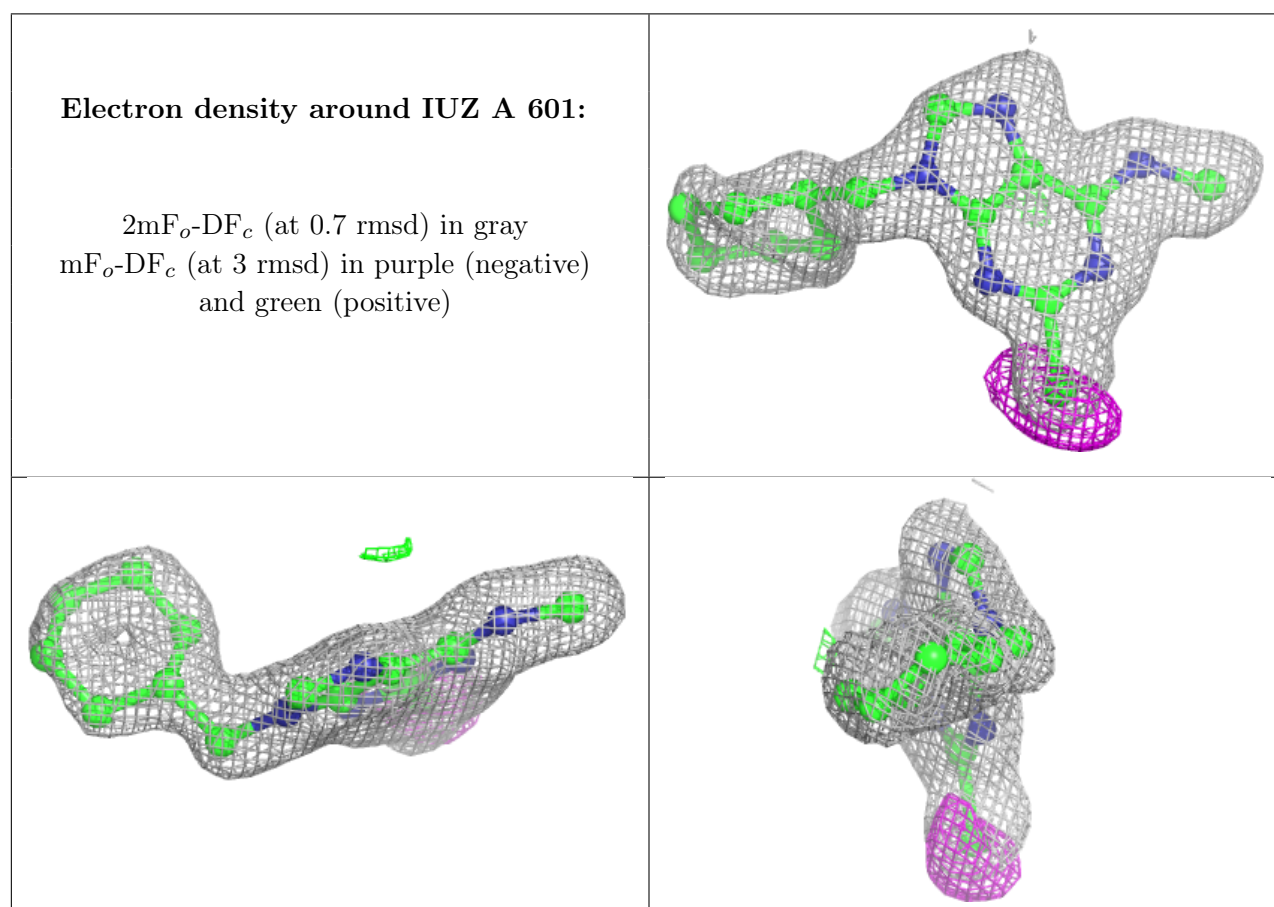 Electron density around IUZ A 601:
2mFₒ-DF𝒸 (at 0.7 rmsd) in gray
mFₒ-DF𝒸 (at 3 rmsd) in purple (negative)
and green (positive)